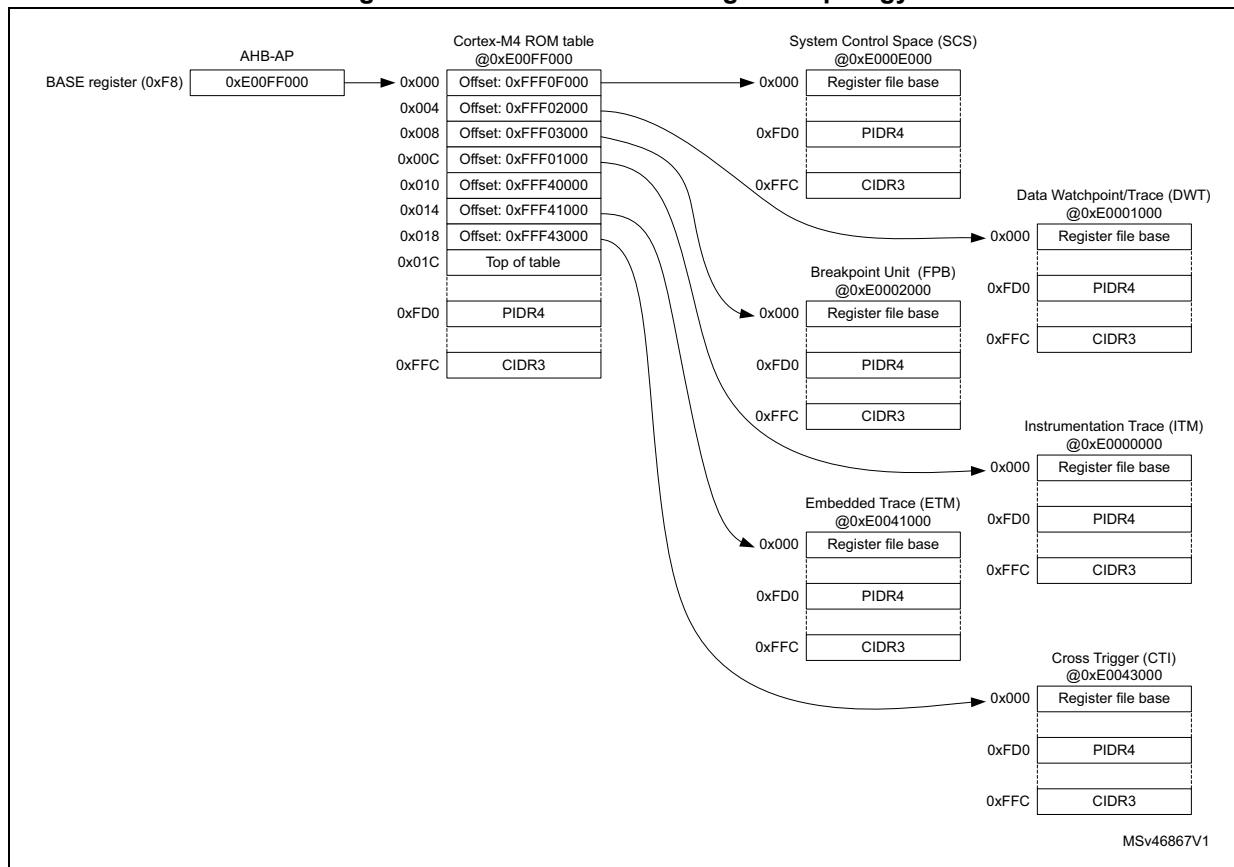 AHB-AP
BASE register (0xF8) 0xE00FF000
Cortex-M4 ROM table
@0xE00FF000
0x000 Offset: 0xFFF0F000
0x004 Offset: 0xFFF02000
0x008 Offset: 0xFFF03000
0x00C Offset: 0xFFF01000
0x010 Offset: 0xFFF40000
0x014 Offset: 0xFFF41000
0x018 Offset: 0xFFF43000
0x01C Top of table
0xFD0 PIDR4
0xFFC CIDR3
System Control Space (SCS)
@0xE000E000
0x000 Register file base
0xFD0 PIDR4
0xFFC CIDR3
Data Watchpoint/Trace (DWT)
@0xE0001000
0x000 Register file base
0xFD0 PIDR4
0xFFC CIDR3
Breakpoint Unit (FPB)
@0xE0002000
0x000 Register file base
0xFD0 PIDR4
0xFFC CIDR3
Instrumentation Trace (ITM)
@0xE0000000
0x000 Register file base
0xFD0 PIDR4
0xFFC CIDR3
Embedded Trace (ETM)
@0xE0041000
0x000 Register file base
0xFD0 PIDR4
0xFFC CIDR3
Cross Trigger (CTI)
@0xE0043000
0x000 Register file base
0xFD0 PIDR4
0xFFC CIDR3
MSv46867V1